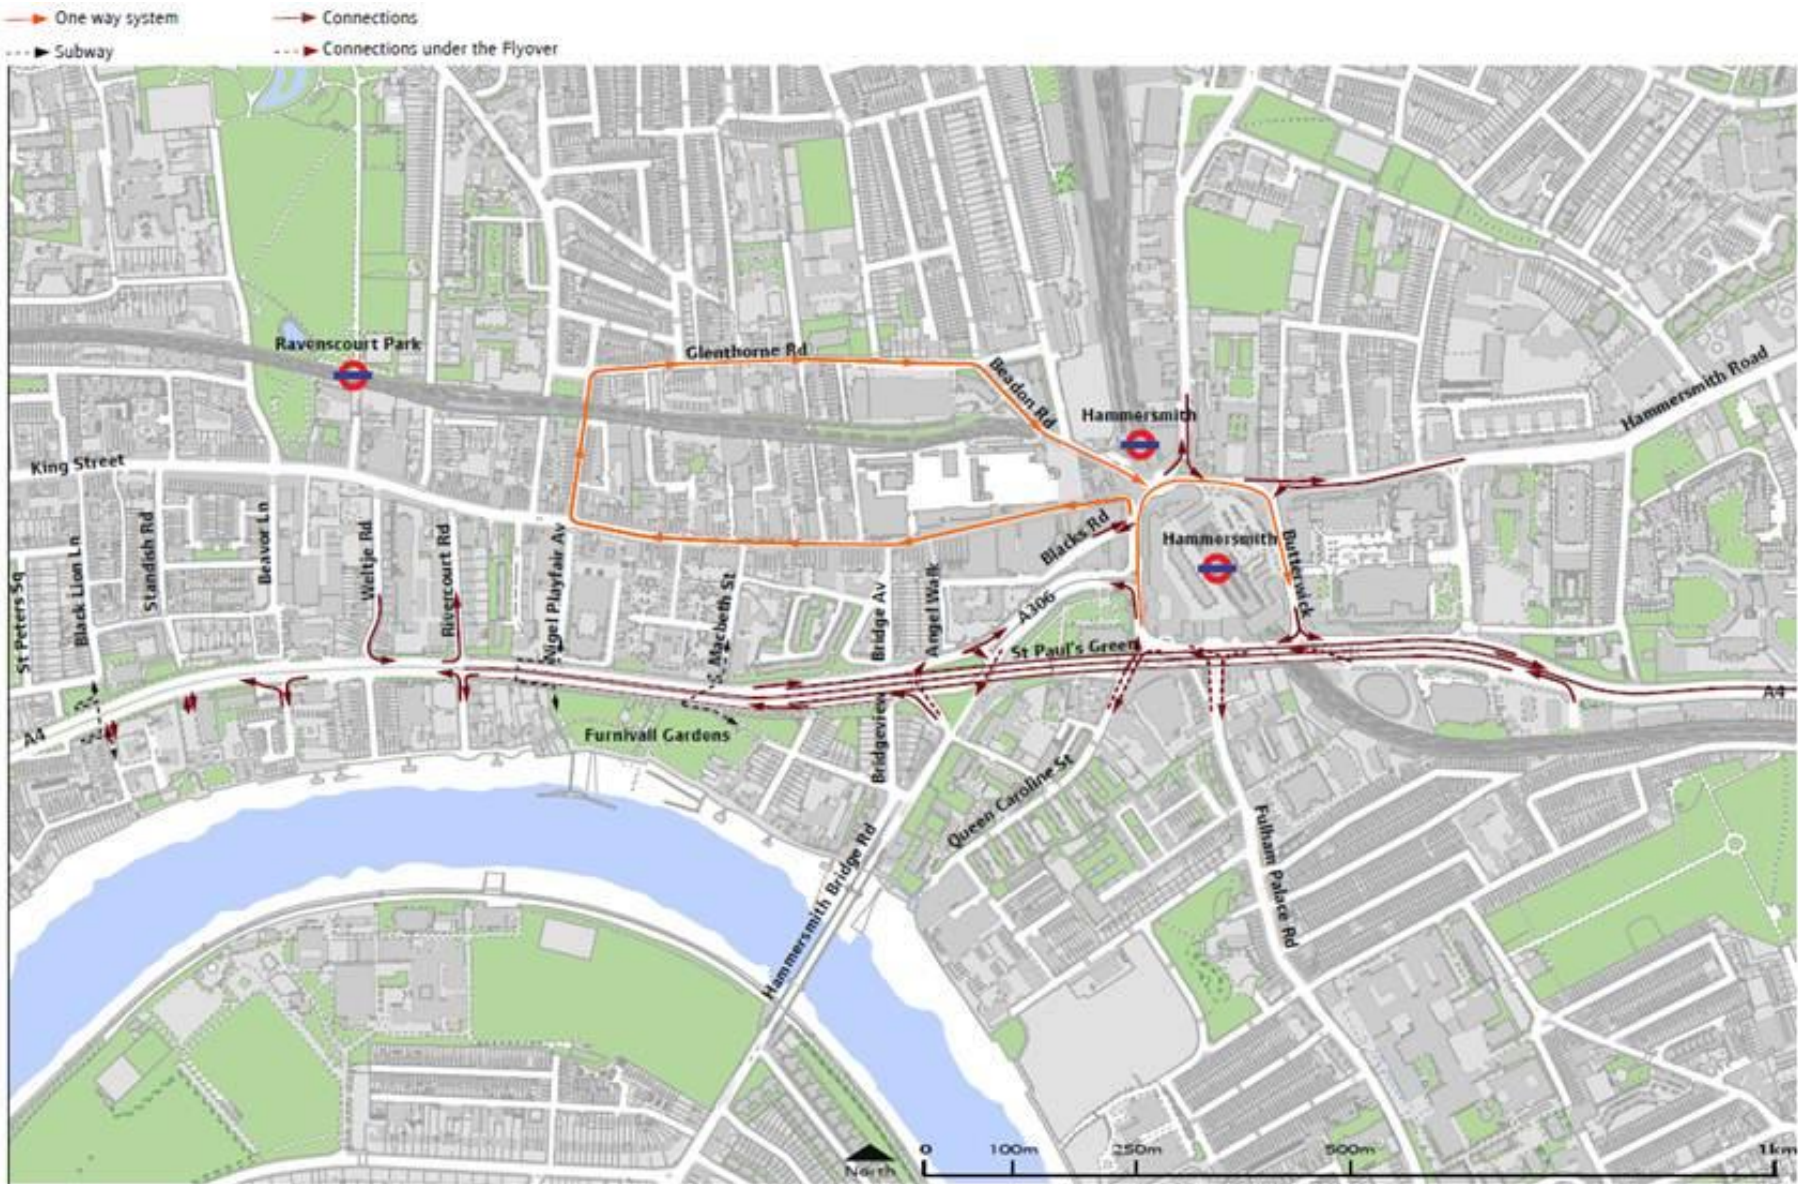 One way system
Connections
Subway
Connections under the Flyover
Ravenscourt Park
Glenthorne Rd
Beadon Rd
Hammersmith
Hammersmith Road
King Street
Blacks Rd
Hammersmith
Butterwick
St Peters Sq
Black Lion Ln
Standish Rd
Beavor Ln
Weltje Rd
Rivercourt Rd
Nigel Playfair Av
Macbeth St
Bridge Av
Angel Walk
A306
St Paul's Green
A4
A4
Furnivall Gardens
Bridgeview
Queen Caroline St
Hammersmith Bridge Rd
Fulham Palace Rd
North
0
100m
250m
500m
1km